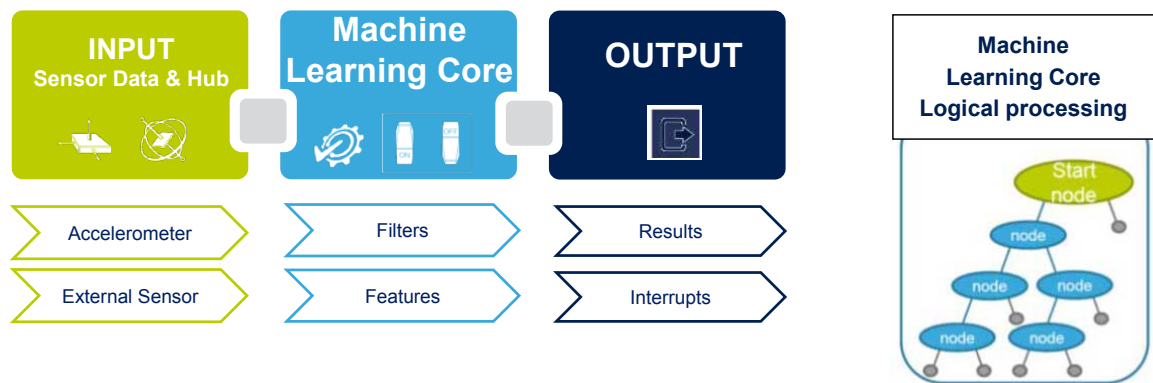 INPUT
Sensor Data & Hub
Machine
Learning Core
ON
OFF
OUTPUT
Accelerometer
Filters
Results
External Sensor
Features
Interrupts
Machine
Learning Core
Logical processing
Start
node
node
node
node
node
node